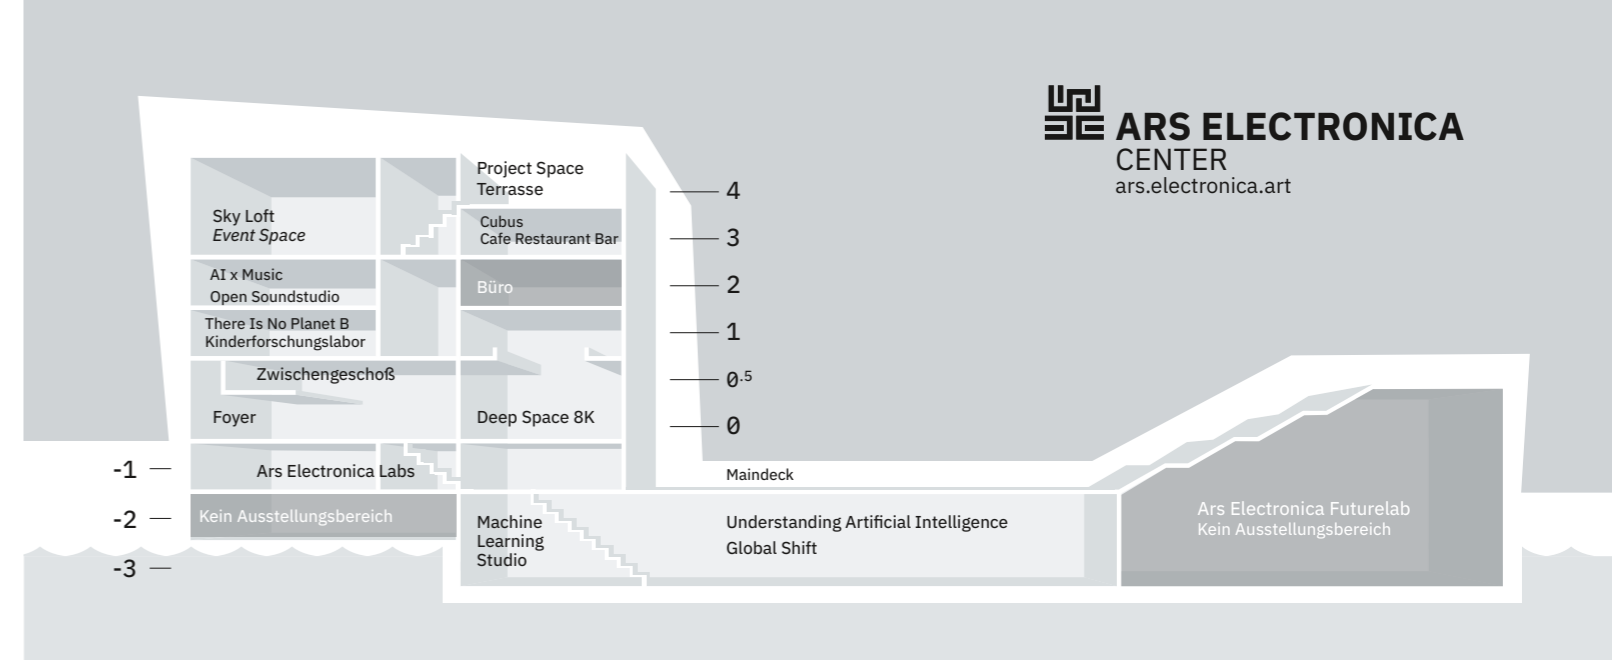 ARS ELECTRONICA
CENTER
ars.electronica.art
Project Space
Terrasse
4
Sky Loft
Event Space
Cubus
Cafe Restaurant Bar
3
AI x Music
Open Soundstudio
Büro
2
There Is No Planet B
Kinderforschungslabor
1
Zwischengeschoß
0.5
Foyer
Deep Space 8K
0
-1
Ars Electronica Labs
Maindeck
-2
Kein Ausstellungsbereich
Machine
Learning
Studio
Understanding Artificial Intelligence
Global Shift
Ars Electronica Futurelab
Kein Ausstellungsbereich
-3